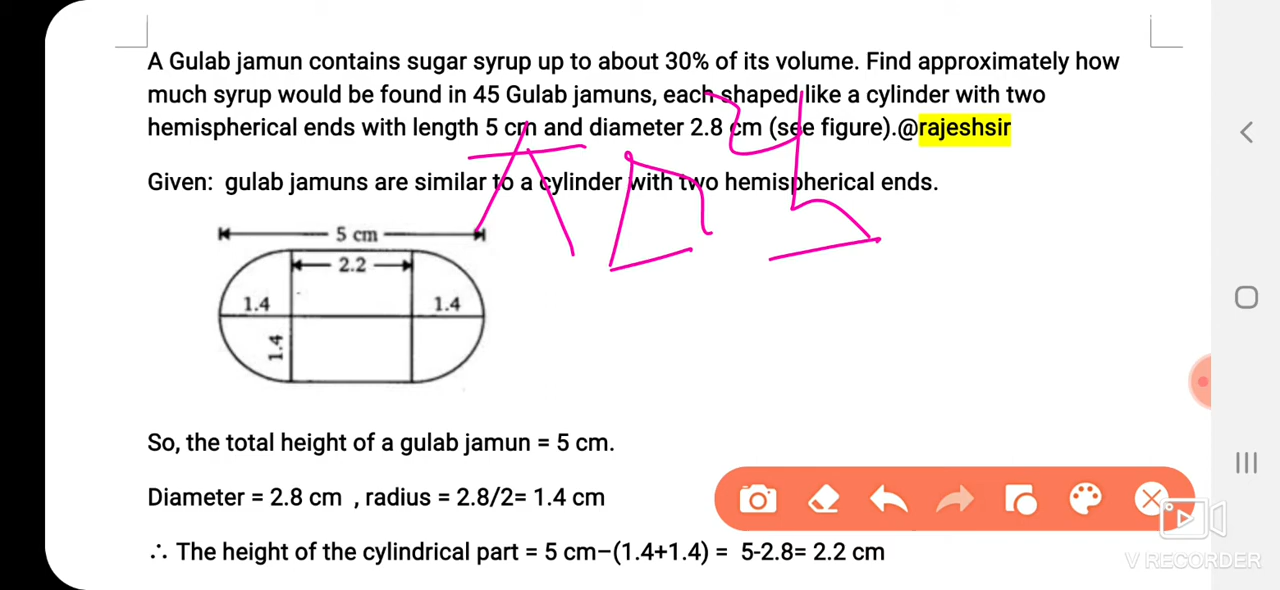 A Gulab jamun contains sugar syrup up to about 30% of its volume. Find approximately how
much syrup would be found in 45 Gulab jamuns, each shaped like a cylinder with two
hemispherical ends with length 5 cm and diameter 2.8 cm (see figure).@rajeshsir
Given: gulab jamuns are similar to a cylinder with two hemispherical ends.
5 cm
2.2
1.4 1.4
1.4
So, the total height of a gulab jamun = 5 cm.
Diameter = 2.8 cm , radius = 2.8/2= 1.4 cm
∴ The height of the cylindrical part = 5 cm−(1.4+1.4) = 5-2.8= 2.2 cm
V RECORDER